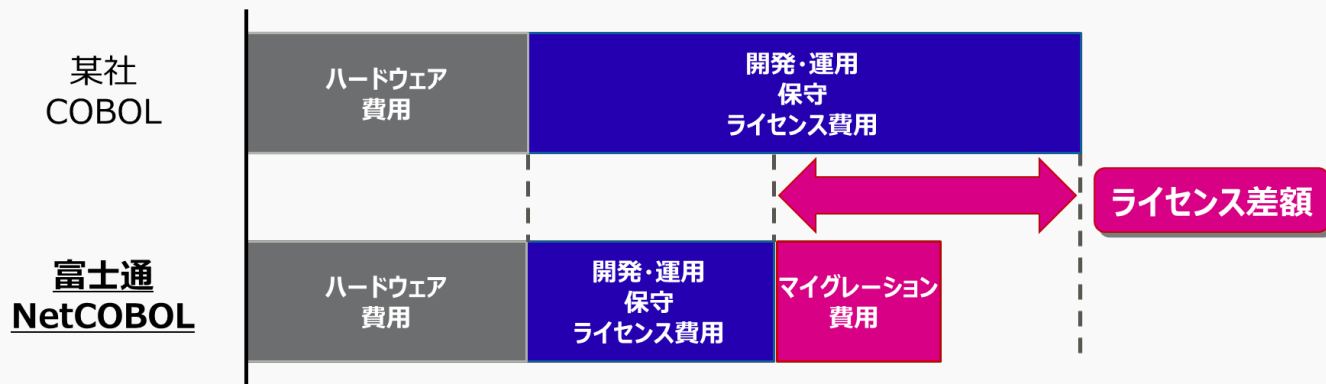 某社
COBOL
ハードウェア
費用
開発・運用
保守
ライセンス費用
ライセンス差額
富士通
NetCOBOL
ハードウェア
費用
開発・運用
保守
ライセンス費用
マイグレーション
費用